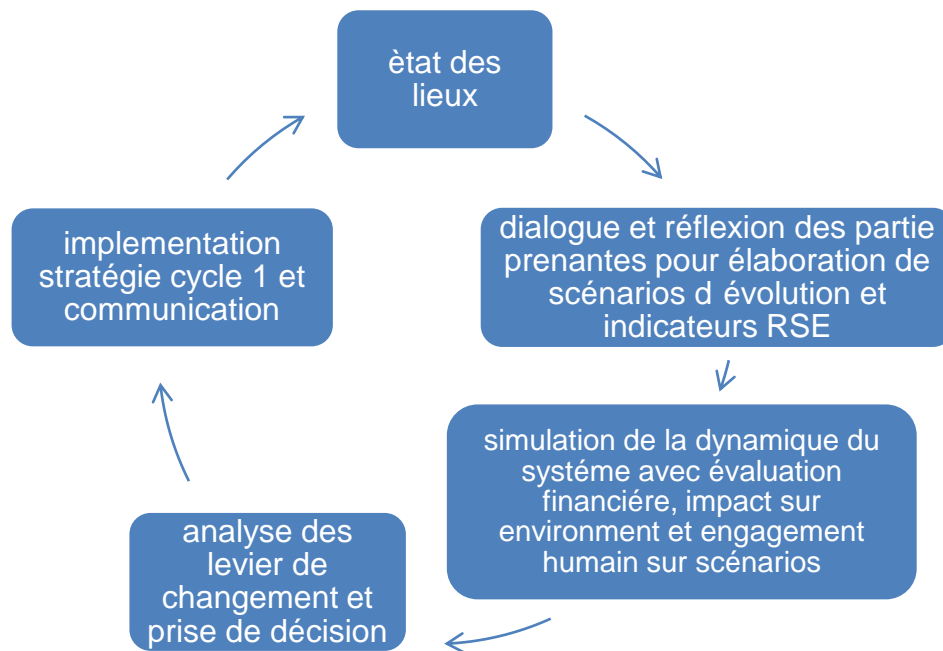 ètat des
lieux
dialogue et réflexion des partie
prenantes pour élaboration de
scénarios d évolution et
indicateurs RSE
simulation de la dynamique du
systéme avec évaluation
financiére, impact sur
environment et engagement
humain sur scénarios
analyse des
levier de
changement et
prise de décision
implementation
stratégie cycle 1 et
communication